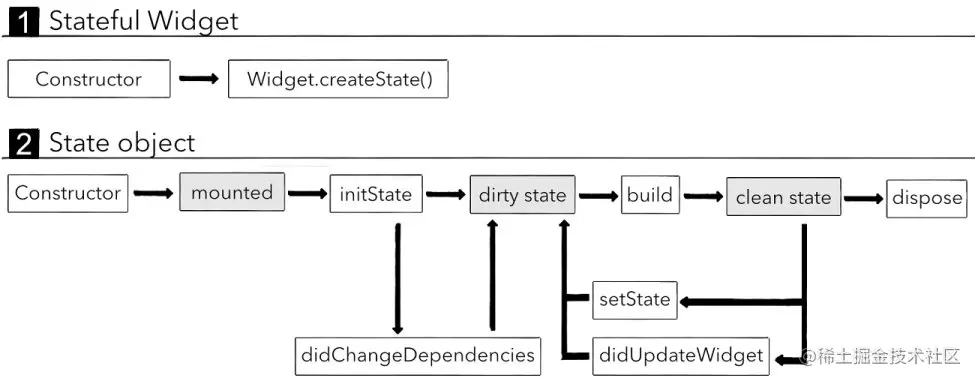 1 Stateful Widget
Constructor
Widget.createState()
2 State object
Constructor
mounted
initState
dirty state
build
clean state
dispose
setState
didChangeDependencies
didUpdateWidget
@稀土掘金技术社区